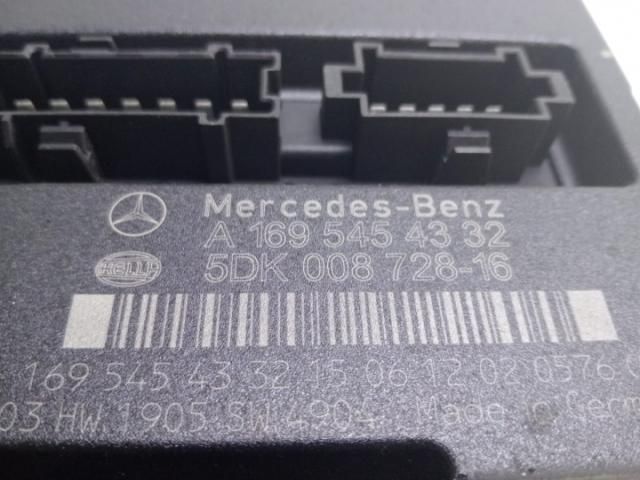 Mercedes-Benz
A 169 545 43 32
HELLA
5DK 008 728-16
169 545 43 32 15 06 12 02 0576
03 HW. 1905 SW. 4904 Made in Germ